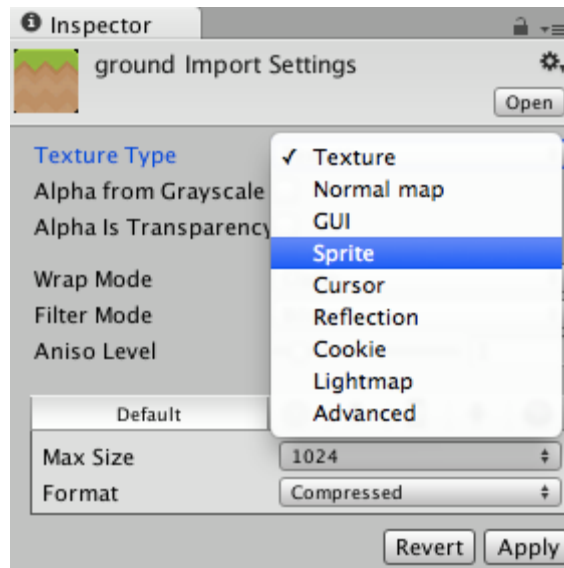 Inspector
ground Import Settings
Open
Texture Type
✓ Texture
Alpha from Grayscale
Normal map
Alpha Is Transparency
GUI
Sprite
Wrap Mode
Cursor
Filter Mode
Reflection
Aniso Level
Cookie
Lightmap
Default
Advanced
Max Size
1024
Format
Compressed
Revert
Apply